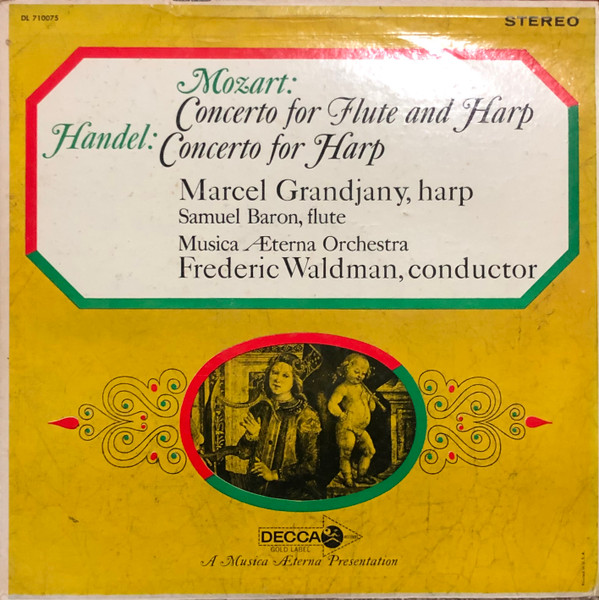 DL 710075
STEREO
Mozart:
Concerto for Flute and Harp
Handel: Concerto for Harp
Marcel Grandjany, harp
Samuel Baron, flute
Musica Æterna Orchestra
Frederic Waldman, conductor
DECCA
GOLD LABEL
A Musica Æterna Presentation